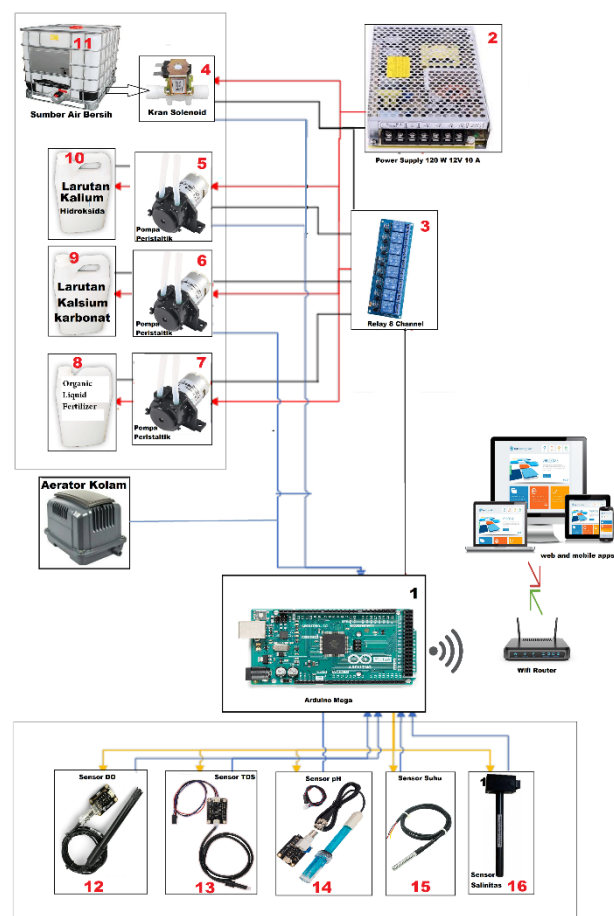 11
Sumber Air Bersih
4
Kran Solenoid
2
Power Supply 120 W 12V 10 A
10
Larutan
Kalium
Hidroksida
5
Pompa
Peristaltik
3
Relay 8 Channel
9
Larutan
Kalsium
karbonat
6
Pompa
Peristaltik
8
Organic
Liquid
Fertilizer
7
Pompa
Peristaltik
Aerator Kolam
web and mobile apps
1
Arduino Mega
Wifi Router
Sensor DO
12
Sensor TDS
13
Sensor pH
14
Sensor Suhu
15
Sensor
Salinitas
16